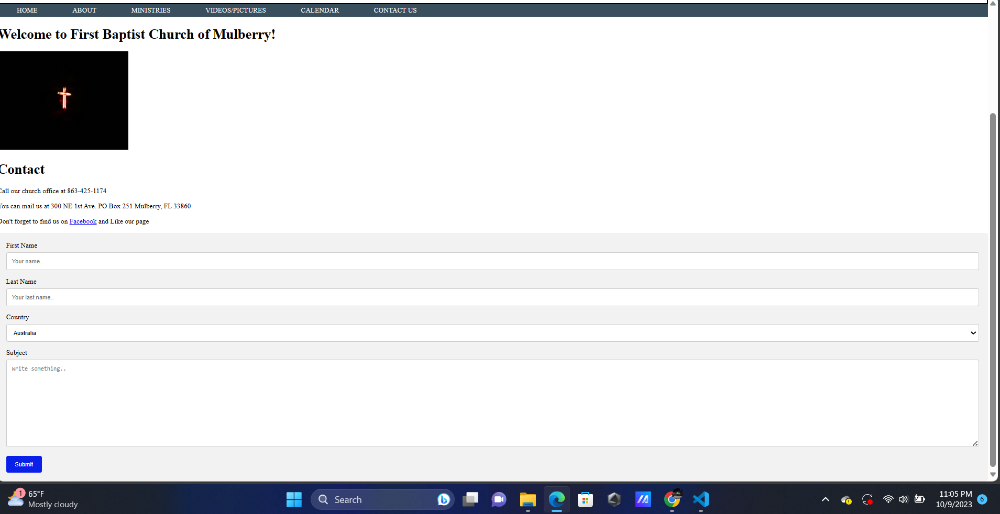 HOME ABOUT MINISTRIES VIDEOS/PICTURES CALENDAR CONTACT US
Welcome to First Baptist Church of Mulberry!
Contact
Call our church office at 863-425-1174
You can mail us at 300 NE 1st Ave. PO Box 251 Mulberry, FL 33860
Don't forget to find us on Facebook and Like our page
First Name
Your name..
Last Name
Your last name..
Country
Australia
Subject
Write something..
Submit
1 65°F
Mostly cloudy
Search
11:05 PM
10/9/2023
6